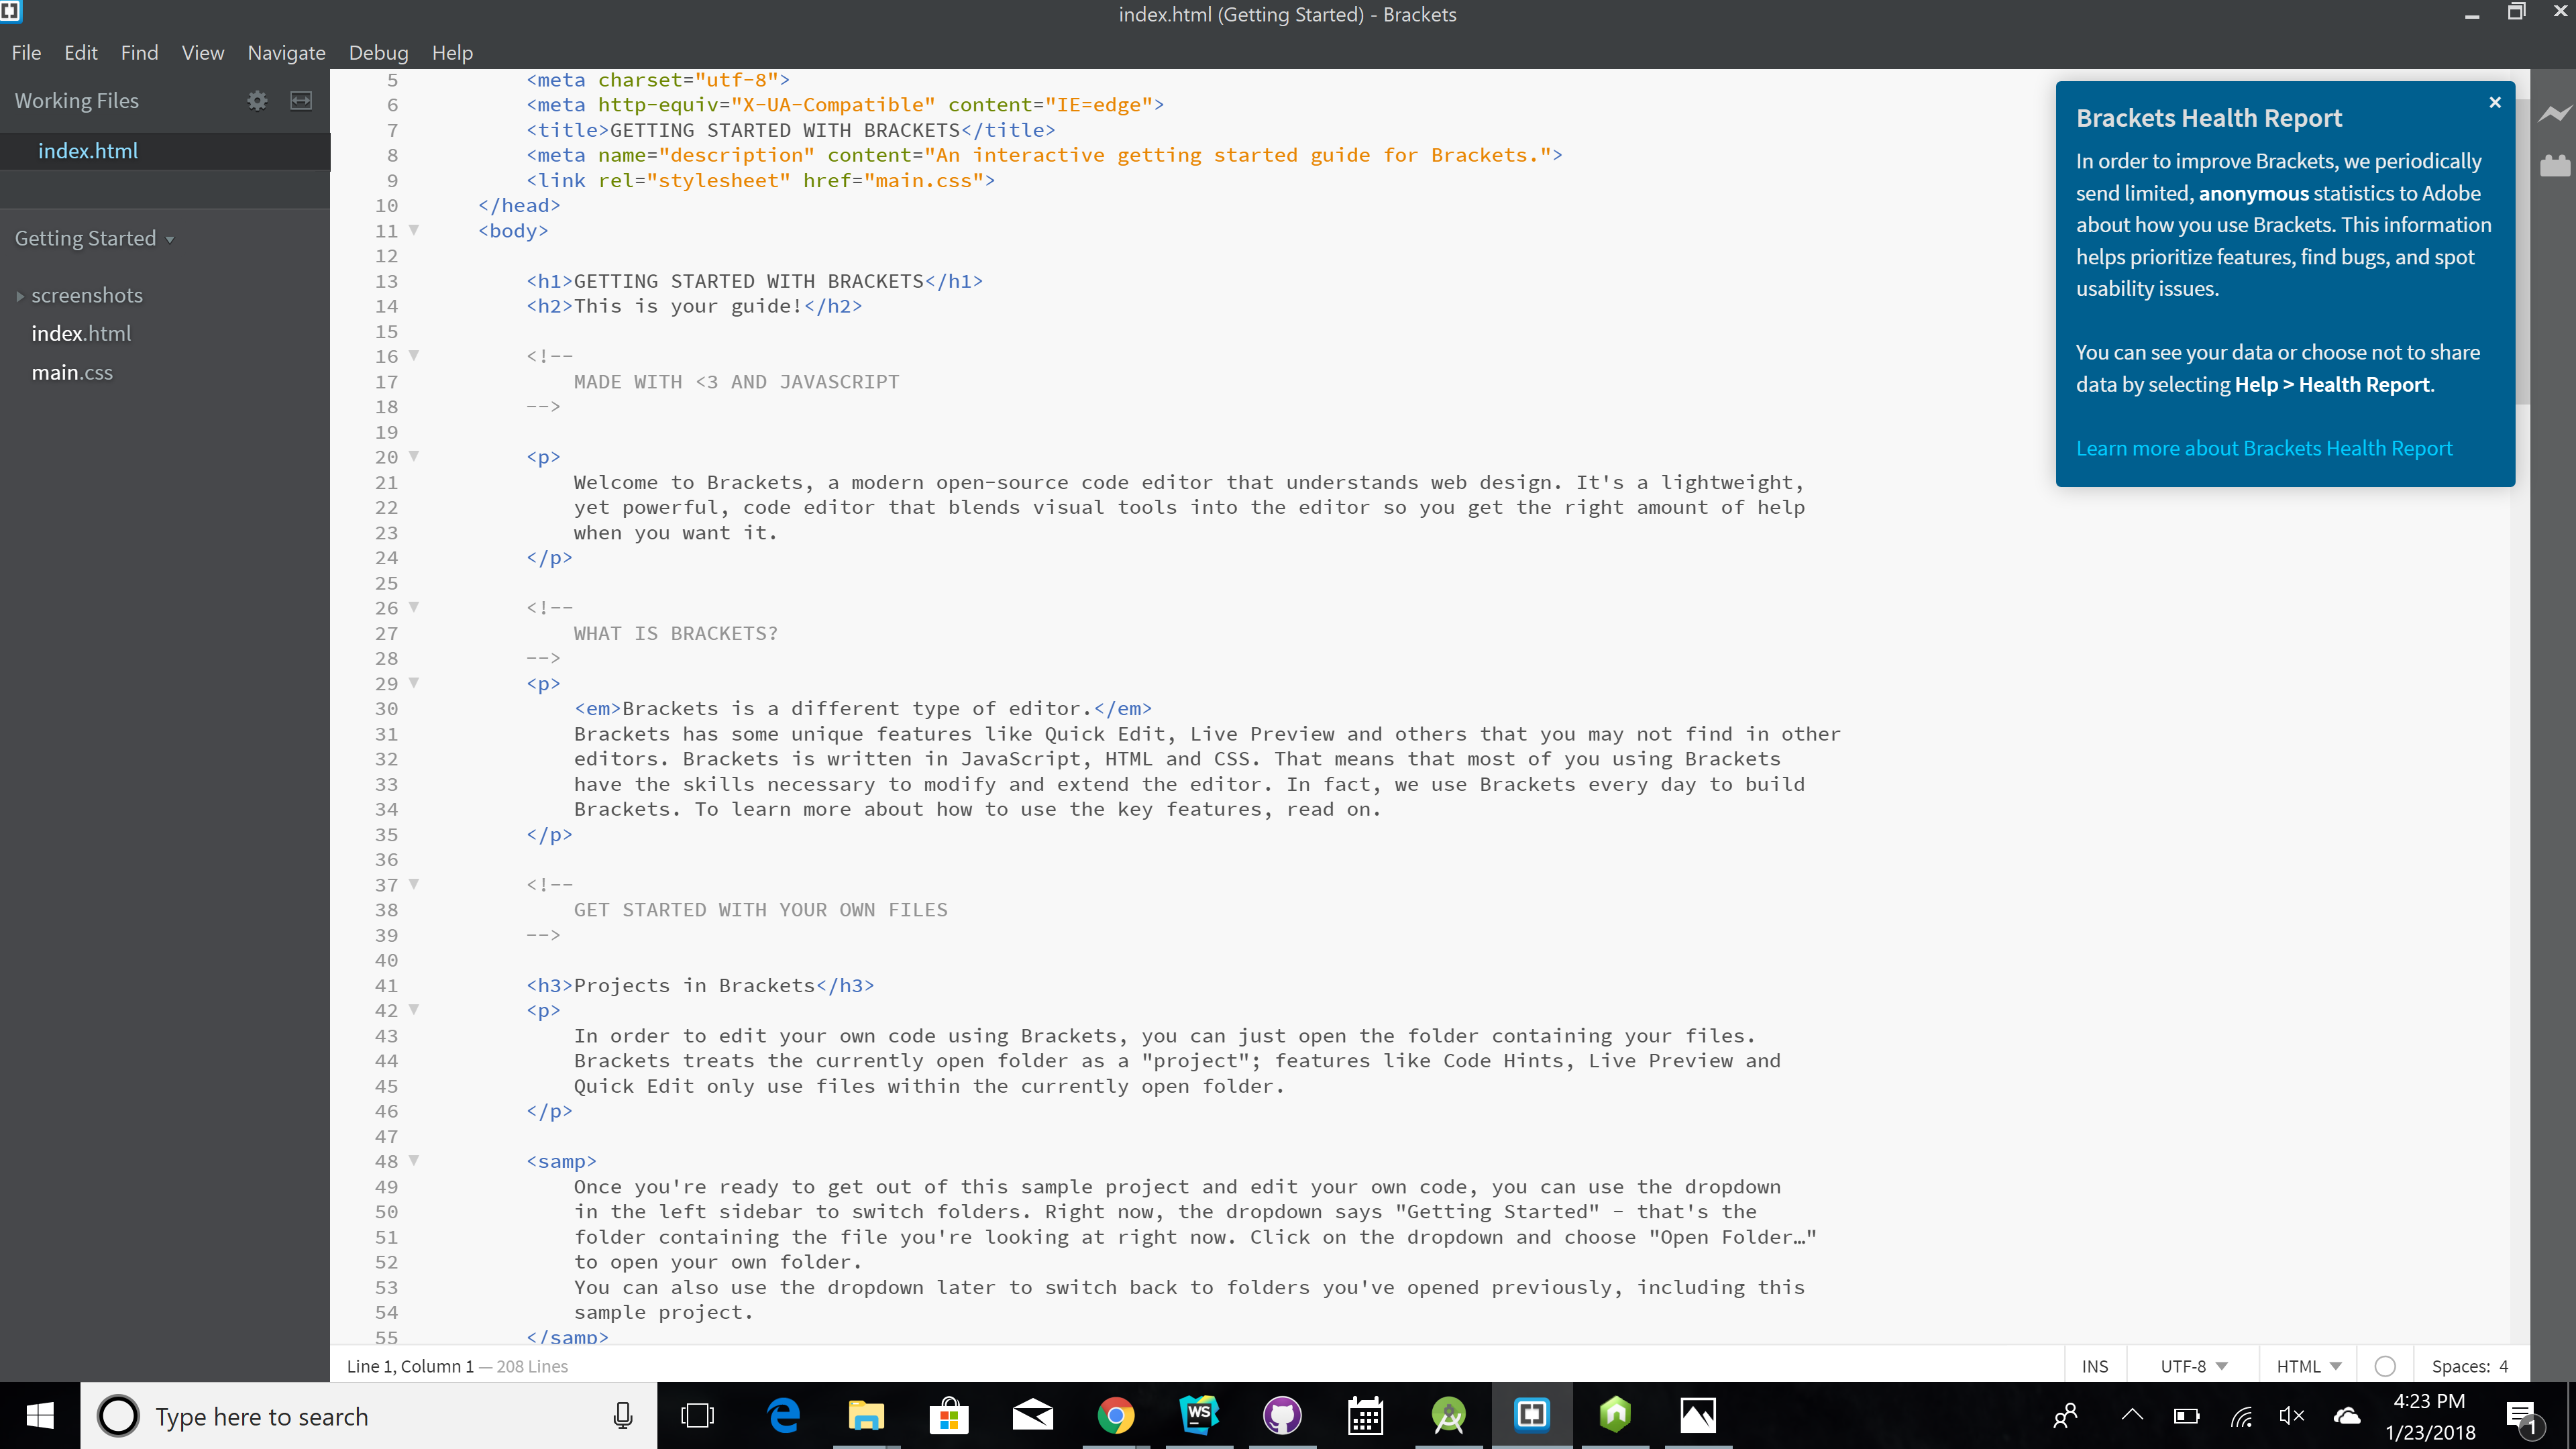 index.html (Getting Started) - Brackets
File Edit Find View Navigate Debug Help
Working Files
index.html
Getting Started
screenshots
index.html
main.css
5 <meta charset="utf-8">
6 <meta http-equiv="X-UA-Compatible" content="IE=edge">
7 <title>GETTING STARTED WITH BRACKETS</title>
8 <meta name="description" content="An interactive getting started guide for Brackets.">
9 <link rel="stylesheet" href="main.css">
10 </head>
11 <body>
12
13 <h1>GETTING STARTED WITH BRACKETS</h1>
14 <h2>This is your guide!</h2>
15
16 <!--
17 MADE WITH <3 AND JAVASCRIPT
18 -->
19
20 <p>
21 Welcome to Brackets, a modern open-source code editor that understands web design. It's a lightweight,
22 yet powerful, code editor that blends visual tools into the editor so you get the right amount of help
23 when you want it.
24 </p>
25
26 <!--
27 WHAT IS BRACKETS?
28 -->
29 <p>
30 <em>Brackets is a different type of editor.</em>
31 Brackets has some unique features like Quick Edit, Live Preview and others that you may not find in other
32 editors. Brackets is written in JavaScript, HTML and CSS. That means that most of you using Brackets
33 have the skills necessary to modify and extend the editor. In fact, we use Brackets every day to build
34 Brackets. To learn more about how to use the key features, read on.
35 </p>
36
37 <!--
38 GET STARTED WITH YOUR OWN FILES
39 -->
40
41 <h3>Projects in Brackets</h3>
42 <p>
43 In order to edit your own code using Brackets, you can just open the folder containing your files.
44 Brackets treats the currently open folder as a "project"; features like Code Hints, Live Preview and
45 Quick Edit only use files within the currently open folder.
46 </p>
47
48 <samp>
49 Once you're ready to get out of this sample project and edit your own code, you can use the dropdown
50 in the left sidebar to switch folders. Right now, the dropdown says "Getting Started" - that's the
51 folder containing the file you're looking at right now. Click on the dropdown and choose "Open Folder…"
52 to open your own folder.
53 You can also use the dropdown later to switch back to folders you've opened previously, including this
54 sample project.
55 </samp>
Brackets Health Report
×
In order to improve Brackets, we periodically
send limited, anonymous statistics to Adobe
about how you use Brackets. This information
helps prioritize features, find bugs, and spot
usability issues.
You can see your data or choose not to share
data by selecting Help > Health Report.
Learn more about Brackets Health Report
Line 1, Column 1 — 208 Lines
INS UTF-8 HTML Spaces: 4
Type here to search
WS
4:23 PM
1/23/2018
1